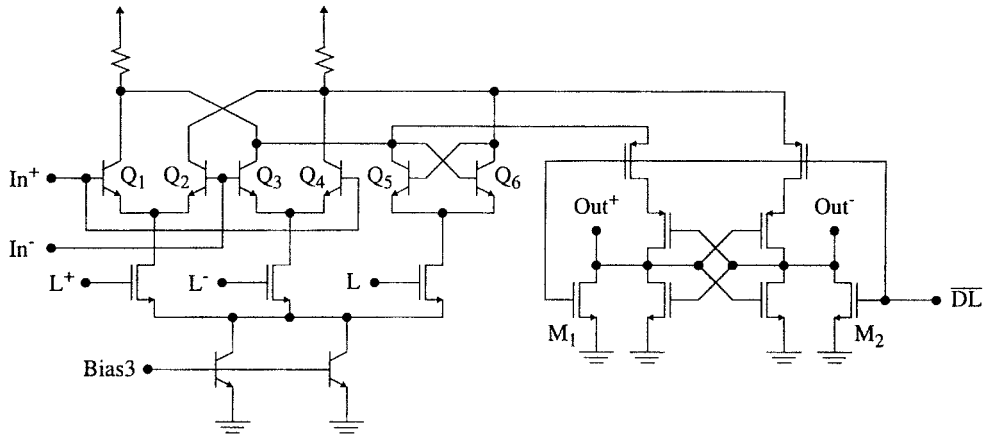 In+
Q1 Q2 Q3 Q4 Q5 Q6
In-
Out+ Out-
L+ L- L
M1 M2 DL
Bias3